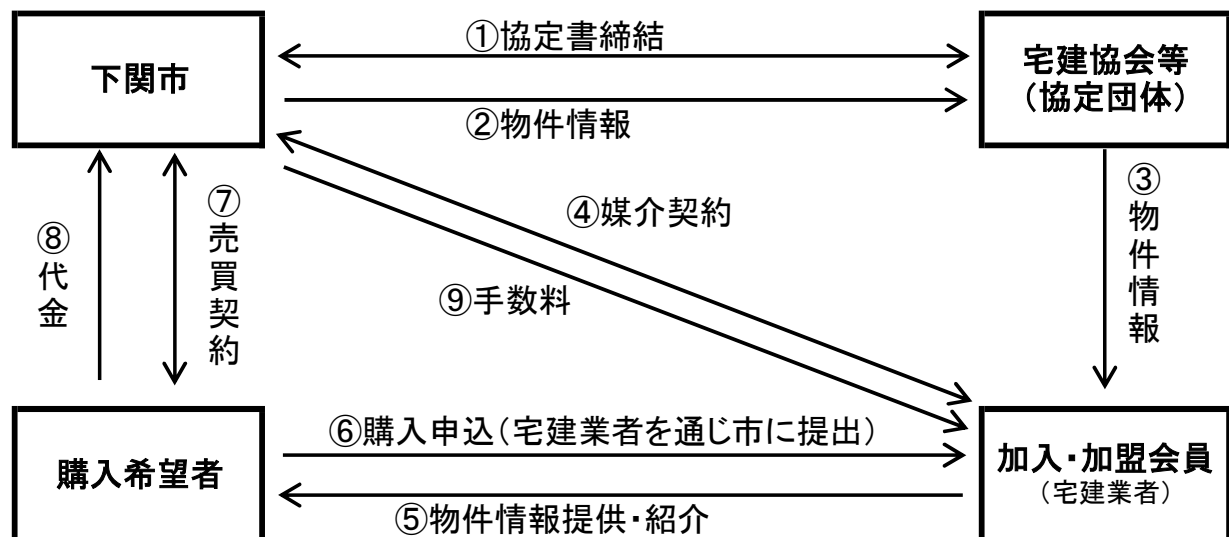 ①協定書締結
下関市
宅建協会等
（協定団体）
②物件情報
③物件情報
④媒介契約
⑦売買契約
⑧代金
⑨手数料
⑥購入申込（宅建業者を通じ市に提出）
購入希望者
加入・加盟会員
（宅建業者）
⑤物件情報提供・紹介